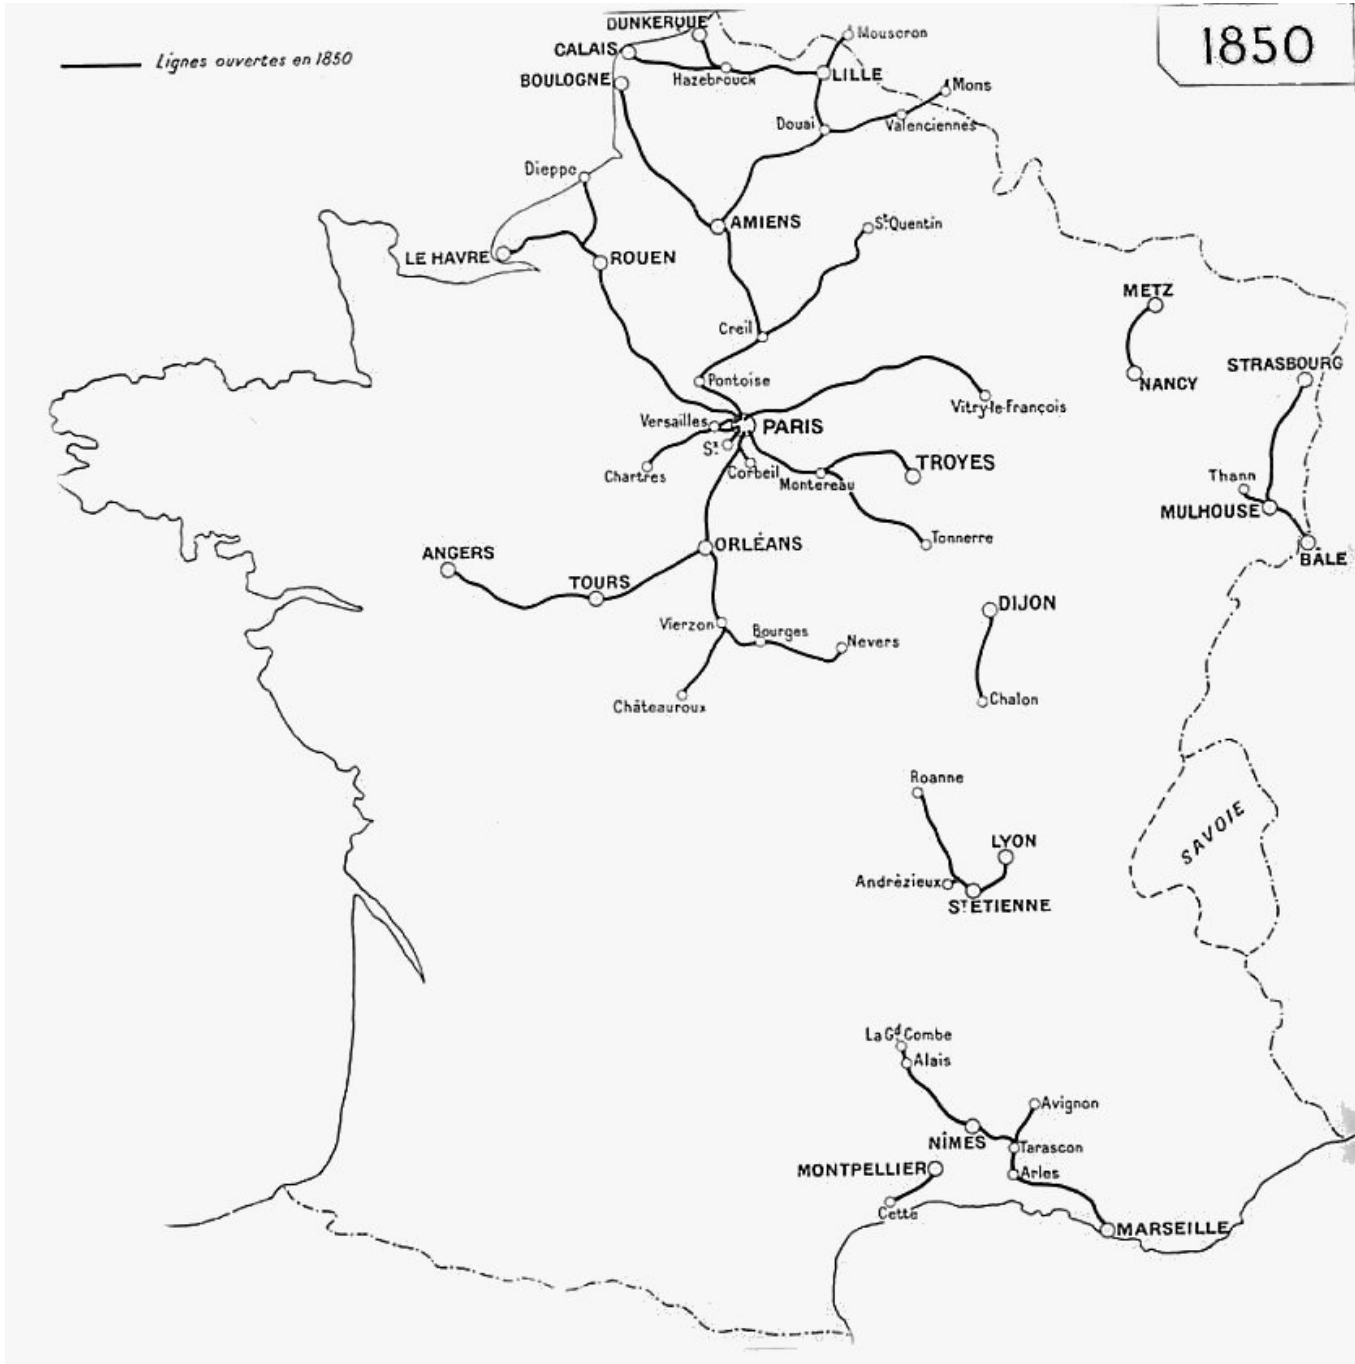 1850
Lignes ouvertes en 1850
DUNKERQUE
CALAIS
BOULOGNE
Hazebrouck
LILLE
Mouscron
Mons
Douai
Valenciennes
Dieppe
AMIENS
St Quentin
LE HAVRE
ROUEN
METZ
Creil
STRASBOURG
Pontoise
NANCY
Vitry-le-François
Versailles
PARIS
Sx
Chartres
Corbeil
Montereau
TROYES
Thann
MULHOUSE
Tonnerre
ORLÉANS
ANGERS
BÂLE
TOURS
DIJON
Vierzon
Bourges
Nevers
Châteauroux
Chalon
Roanne
SAVOIE
LYON
Andrèzieux
ST ETIENNE
La Gd Combe
Alais
Avignon
NÎMES
Tarascon
MONTPELLIER
Arles
Cette
MARSEILLE